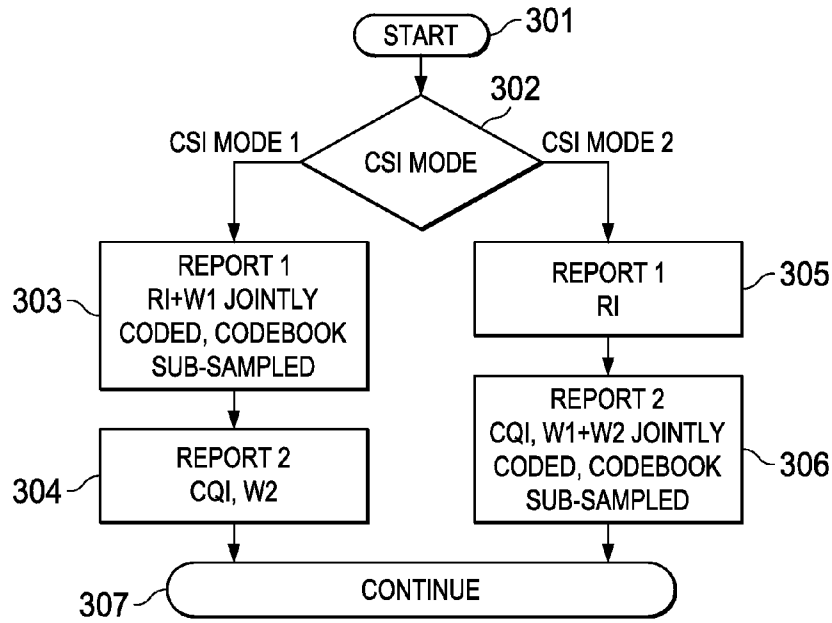 START
301
302
CSI MODE 1
CSI MODE
CSI MODE 2
303
REPORT 1
RI+W1 JOINTLY
CODED, CODEBOOK
SUB-SAMPLED
REPORT 1
RI
305
304
REPORT 2
CQI, W2
REPORT 2
CQI, W1+W2 JOINTLY
CODED, CODEBOOK
SUB-SAMPLED
306
307
CONTINUE